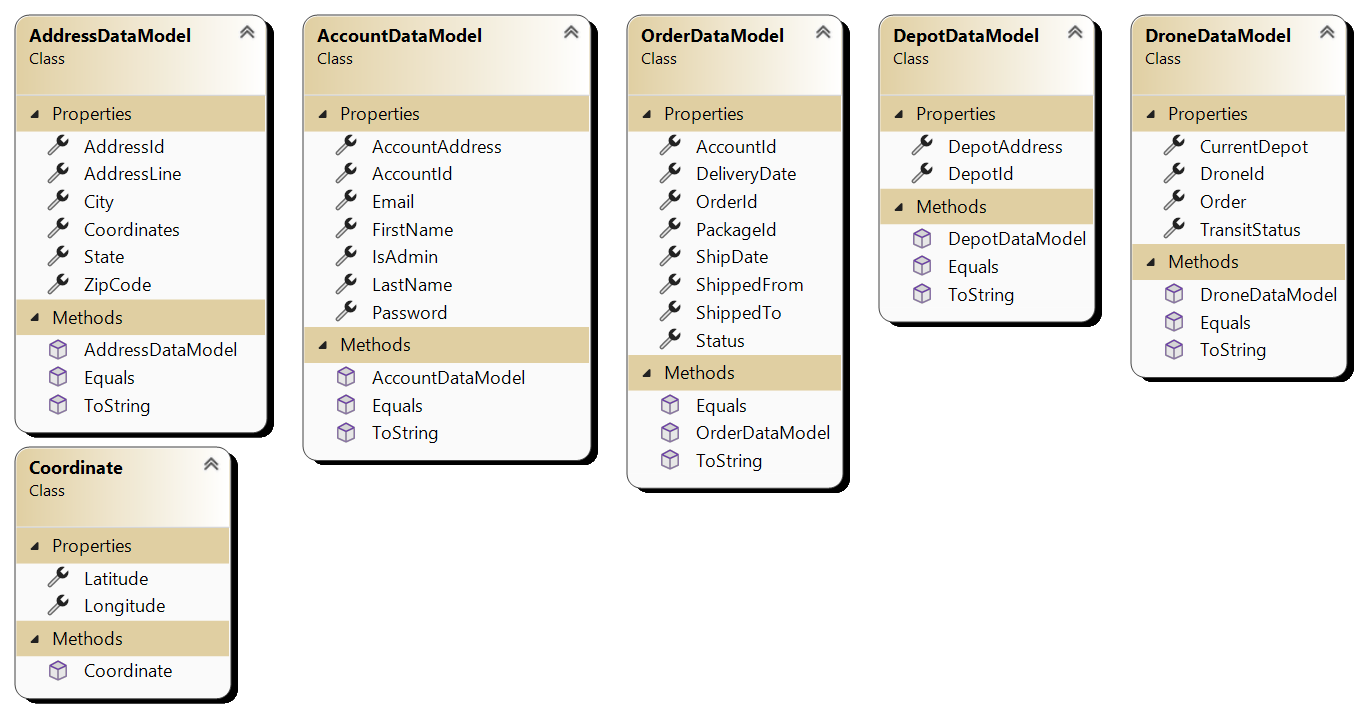 AddressDataModel
Class
Properties
AddressId
AddressLine
City
Coordinates
State
ZipCode
Methods
AddressDataModel
Equals
ToString
AccountDataModel
Class
Properties
AccountAddress
AccountId
Email
FirstName
IsAdmin
LastName
Password
Methods
AccountDataModel
Equals
ToString
OrderDataModel
Class
Properties
AccountId
DeliveryDate
OrderId
PackageId
ShipDate
ShippedFrom
ShippedTo
Status
Methods
Equals
OrderDataModel
ToString
DepotDataModel
Class
Properties
DepotAddress
DepotId
Methods
DepotDataModel
Equals
ToString
DroneDataModel
Class
Properties
CurrentDepot
DroneId
Order
TransitStatus
Methods
DroneDataModel
Equals
ToString
Coordinate
Class
Properties
Latitude
Longitude
Methods
Coordinate